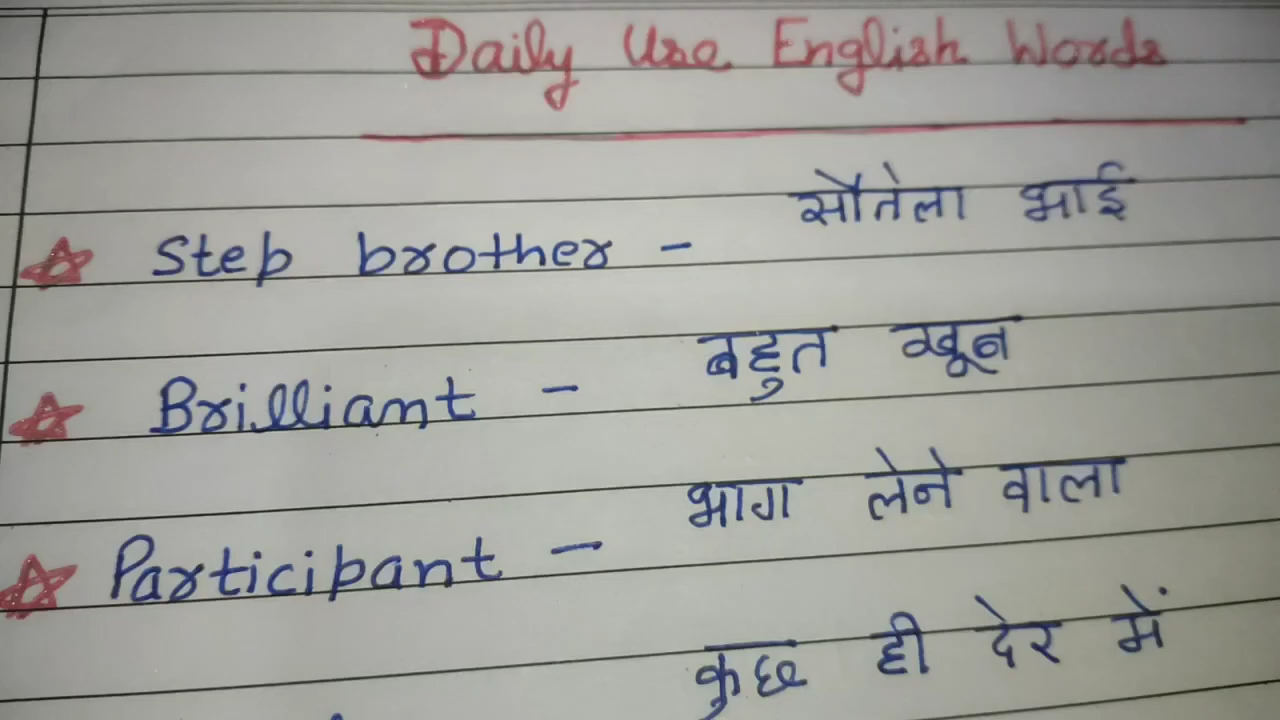 Daily Use English Words
Step brother - सौतेला भाई
Brilliant - बहुत खूब
Participant - भाग लेने वाला
कुछ ही देर में